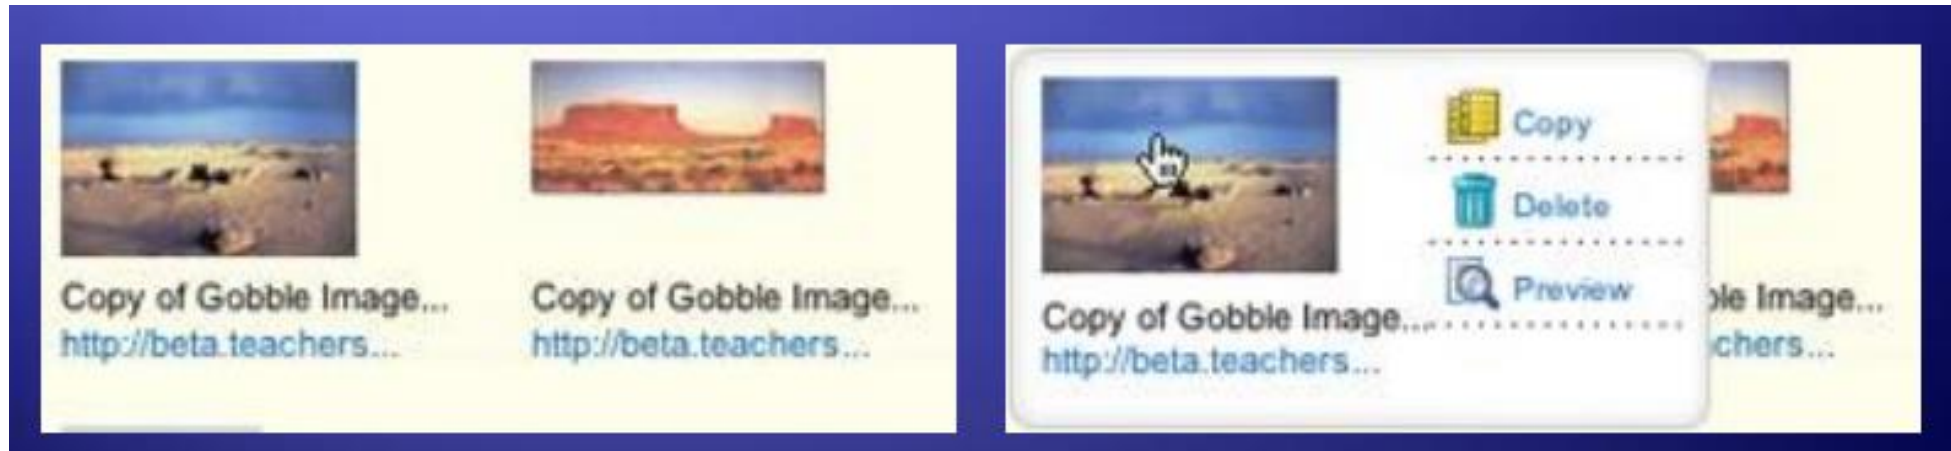 Copy of Gobble Image...
http://beta.teachers...
Copy of Gobble Image...
http://beta.teachers...
Copy of Gobble Image...
http://beta.teachers...
Copy
Delete
Preview
ble Image...
chers...